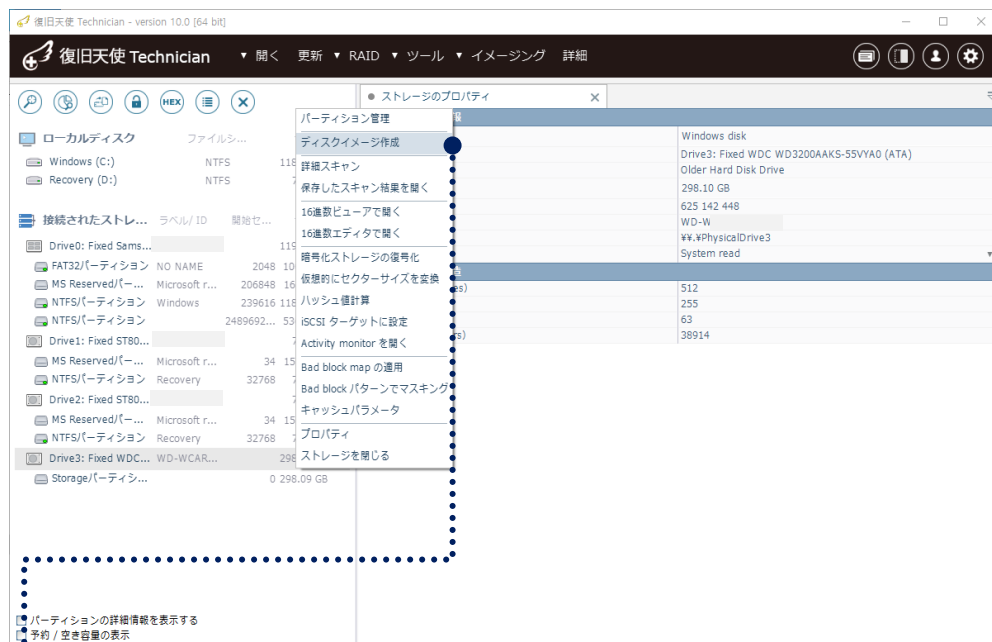 復旧天使 Technician - version 10.0 [64 bit]
復旧天使 Technician ▼ 開く 更新 ▼ RAID ▼ ツール ▼ イメージング 詳細
HEX
● ストレージのプロパティ
ローカルディスク ファイルシ...
Windows (C:) NTFS 118
Recovery (D:) NTFS
接続されたストレ... ラベル/ ID 開始セ...
Drive0: Fixed Sams... 119
FAT32パーティション NO NAME 2048 10
MS Reservedパー... Microsoft r... 206848 16
NTFSパーティション Windows 239616 118
NTFSパーティション 2489692... 53
Drive1: Fixed ST80...
MS Reservedパー... Microsoft r... 34 15
NTFSパーティション Recovery 32768
Drive2: Fixed ST80...
MS Reservedパー... Microsoft r... 34 15
NTFSパーティション Recovery 32768
Drive3: Fixed WDC... WD-WCAR... 298
Storageパーティシ... 0 298.09 GB
パーティション管理
ディスクイメージ作成
詳細スキャン
保存したスキャン結果を開く
16進数ビューアで開く
16進数エディタで開く
暗号化ストレージの復号化
仮想的にセクターサイズを変換
ハッシュ値計算
iSCSI ターゲットに設定
Activity monitor を開く
Bad block map の適用
Bad block パターンでマスキング
キャッシュパラメータ
プロパティ
ストレージを閉じる
報
Windows disk
Drive3: Fixed WDC WD3200AAKS-55VYA0 (ATA)
Older Hard Disk Drive
298.10 GB
625 142 448
WD-W
¥¥.¥PhysicalDrive3
System read
es) 512
255
63
rs) 38914
パーティションの詳細情報を表示する
予約 / 空き容量の表示